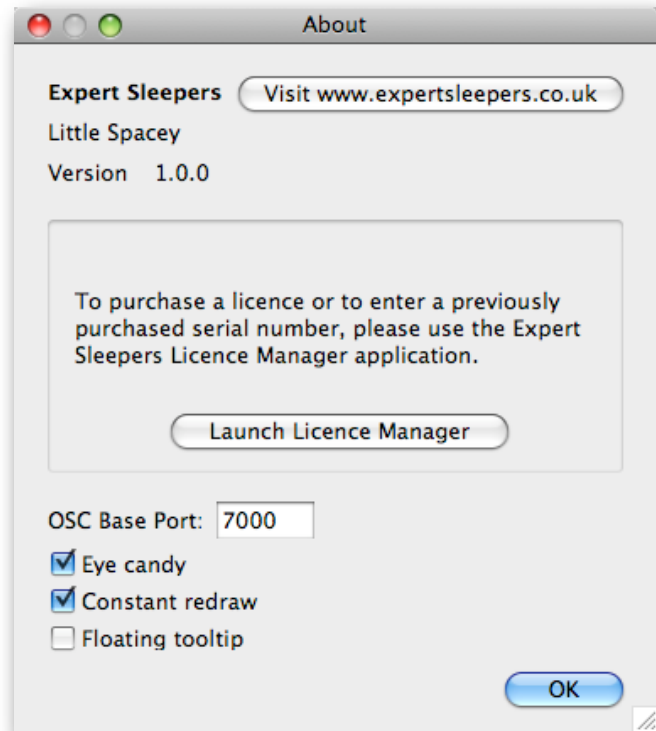 About
Expert Sleepers
Visit www.expertsleepers.co.uk
Little Spacey
Version 1.0.0
To purchase a licence or to enter a previously
purchased serial number, please use the Expert
Sleepers Licence Manager application.
Launch Licence Manager
OSC Base Port: 7000
Eye candy
Constant redraw
Floating tooltip
OK